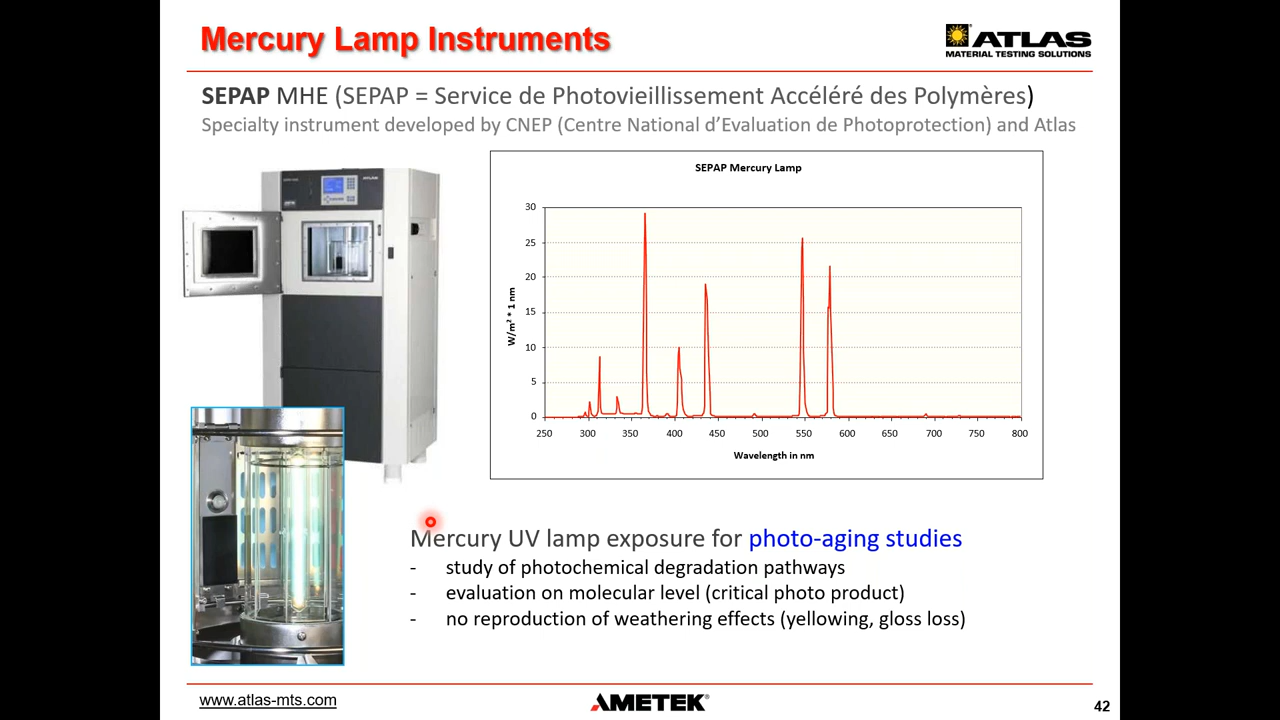 Mercury Lamp Instruments
ATLAS
MATERIAL TESTING SOLUTIONS
SEPAP MHE (SEPAP = Service de Photovieillissement Accéléré des Polymères)
Specialty instrument developed by CNEP (Centre National d’Evaluation de Photoprotection) and Atlas
SEPAP Mercury Lamp
30
25
20
15
10
5
0
W/m² * 1 nm
250 300 350 400 450 500 550 600 650 700 750 800
Wavelength in nm
Mercury UV lamp exposure for photo-aging studies
- study of photochemical degradation pathways
- evaluation on molecular level (critical photo product)
- no reproduction of weathering effects (yellowing, gloss loss)
www.atlas-mts.com
AMETEK®
42